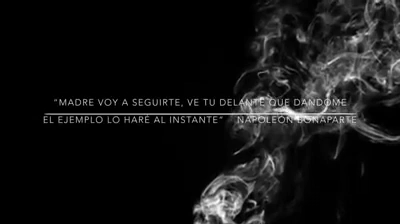 "MADRE VOY A SEGUIRTE, VE TU DELANTE QUE DANDOME
EL EJEMPLO LO HARÉ AL INSTANTE" NAPOLEÓN BONAPARTE